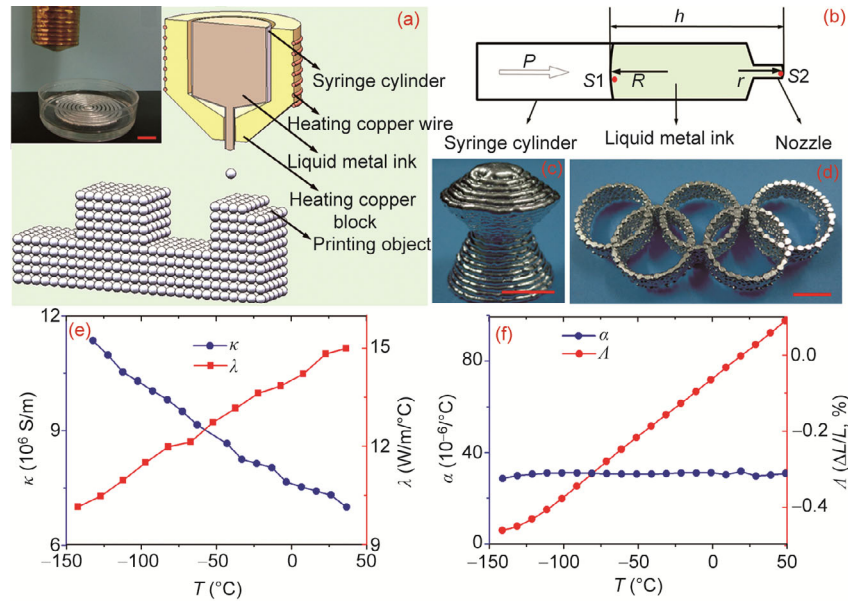 (a)
Syringe cylinder
Heating copper wire
Liquid metal ink
Heating copper
block
Printing object
(b)
h
P
S1
R
r
S2
Syringe cylinder
Liquid metal ink
Nozzle
(c)
(d)
(e)
κ
λ
κ (10⁶ S/m)
12
9
6
λ (W/m/°C)
15
12
9
−150
−100
−50
0
50
T (°C)
(f)
α
Λ
α (10⁻⁶/°C)
80
40
0
Λ (ΔL/L, %)
0.0
−0.2
−0.4
−150
−100
−50
0
50
T (°C)